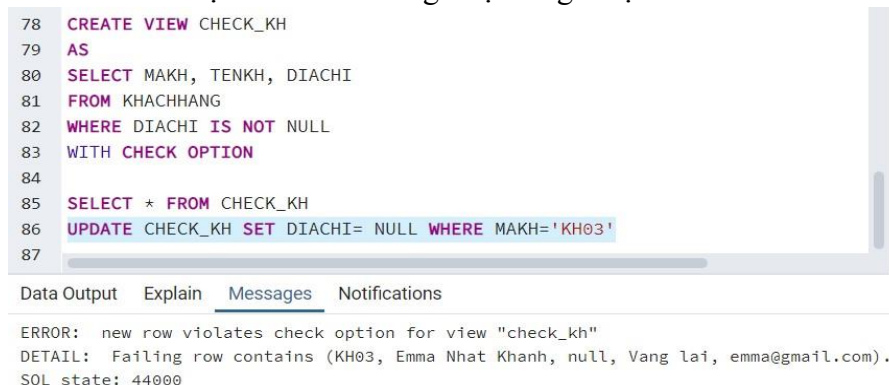 78 CREATE VIEW CHECK_KH
79 AS
80 SELECT MAKH, TENKH, DIACHI
81 FROM KHACHHANG
82 WHERE DIACHI IS NOT NULL
83 WITH CHECK OPTION
84
85 SELECT * FROM CHECK_KH
86 UPDATE CHECK_KH SET DIACHI= NULL WHERE MAKH='KH03'
87
Data Output Explain Messages Notifications
ERROR: new row violates check option for view "check_kh"
DETAIL: Failing row contains (KH03, Emma Nhat Khanh, null, Vang lai, emma@gmail.com).
SQL state: 44000